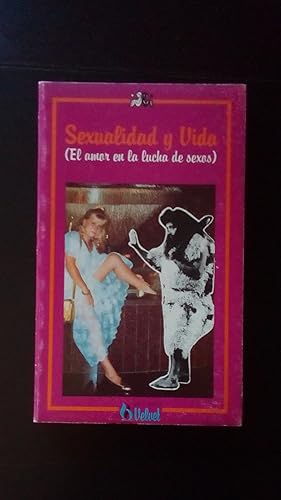 Sexualidad y Vida
(El amor en la lucha de sexos)
Velvet